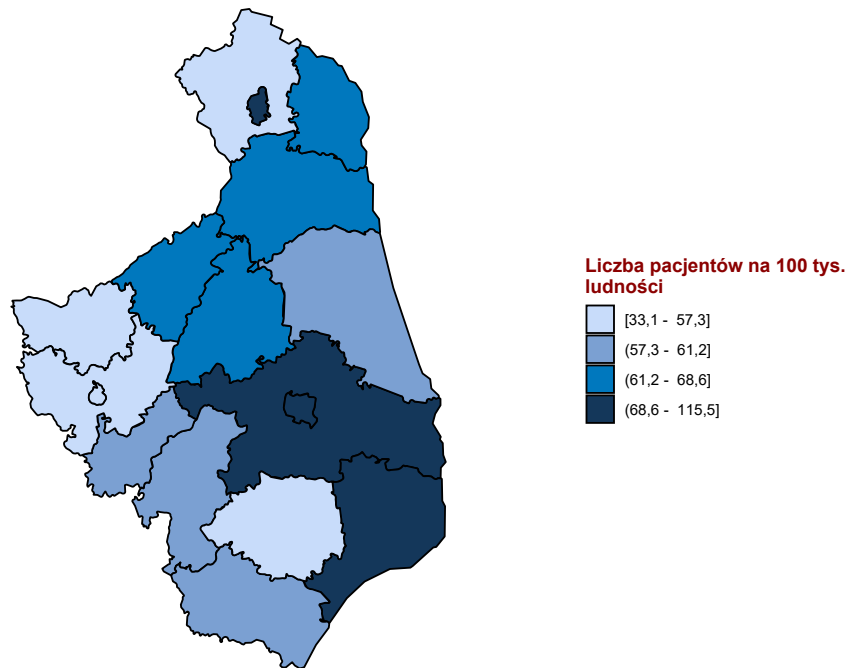 Liczba pacjentów na 100 tys.
ludności
[33,1 - 57,3]
(57,3 - 61,2]
(61,2 - 68,6]
(68,6 - 115,5]